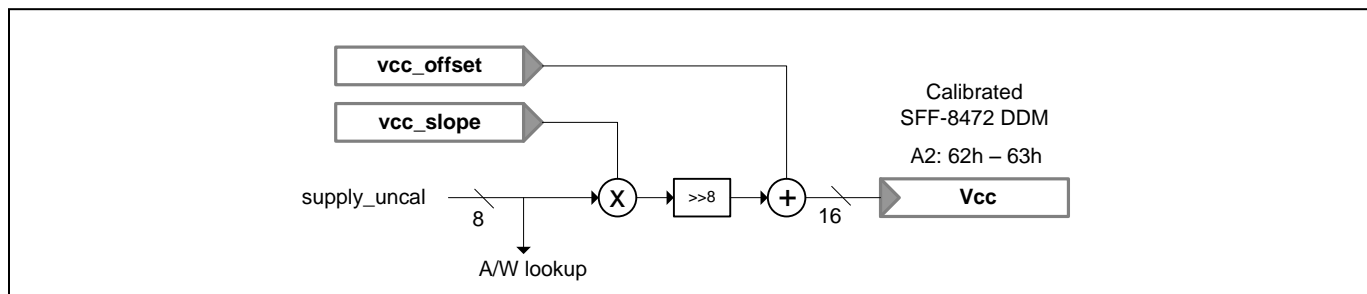 vcc_offset
vcc_slope
supply_uncal
8
A/W lookup
X
>>8
+
16
Calibrated
SFF-8472 DDM
A2: 62h – 63h
Vcc